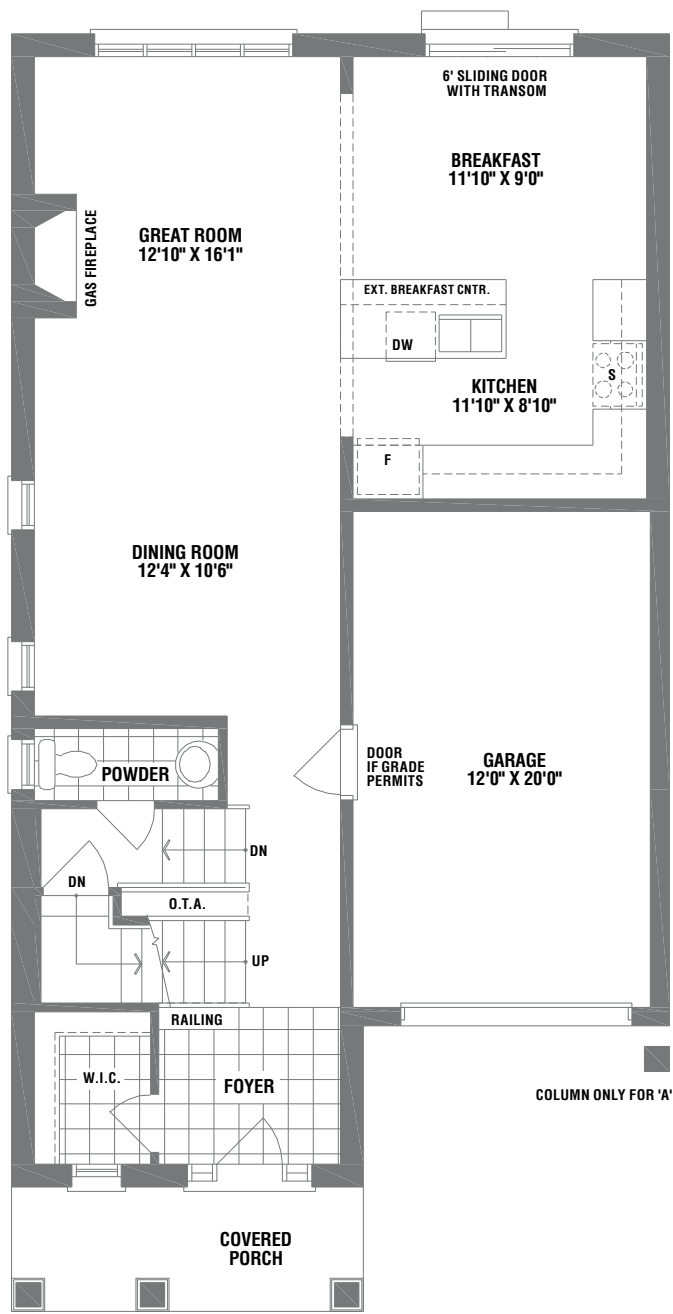 6' SLIDING DOOR
WITH TRANSOM
BREAKFAST
11'10" X 9'0"
GREAT ROOM
12'10" X 16'1"
GAS FIREPLACE
EXT. BREAKFAST CNTR.
DW
S
KITCHEN
11'10" X 8'10"
F
DINING ROOM
12'4" X 10'6"
DOOR
IF GRADE
PERMITS
GARAGE
12'0" X 20'0"
POWDER
DN
DN
O.T.A.
UP
RAILING
W.I.C.
FOYER
COLUMN ONLY FOR 'A'
COVERED
PORCH